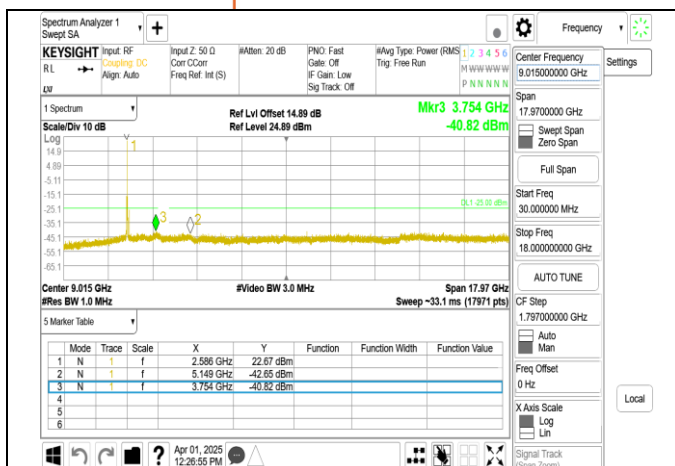 Spectrum Analyzer 1
Swept SA
Frequency
KEYSIGHT
RL
LXI
Input: RF
Coupling: DC
Align: Auto
Input Z: 50 Ω
Corr CCorr
Freq Ref: Int (S)
#Atten: 20 dB
PNO: Fast
Gate: Off
IF Gain: Low
Sig Track: Off
#Avg Type: Power (RMS
Trig: Free Run
1 2 3 4 5 6
M W W W W W
P N N N N N
Center Frequency
9.015000000 GHz
Settings
Span
17.9700000 GHz
Swept Span
Zero Span
Full Span
Start Freq
30.000000 MHz
Stop Freq
18.000000000 GHz
AUTO TUNE
CF Step
1.797000000 GHz
Auto
Man
Freq Offset
0 Hz
X Axis Scale
Log
Lin
Signal Track
(Span Zoom)
Local
1 Spectrum
Scale/Div 10 dB
Ref Lvl Offset 14.89 dB
Ref Level 24.89 dBm
Mkr3 3.754 GHz
-40.82 dBm
Log
14.9
4.89
-5.11
-15.1
-25.1
-35.1
-45.1
-55.1
-65.1
1
3
2
DL1 -25.00 dBm
Center 9.015 GHz
#Video BW 3.0 MHz
Span 17.97 GHz
#Res BW 1.0 MHz
Sweep ~33.1 ms (17971 pts)
5 Marker Table
Mode Trace Scale X Y Function Function Width Function Value
1 N 1 f 2.586 GHz 22.67 dBm
2 N 1 f 5.149 GHz -42.65 dBm
3 N 1 f 3.754 GHz -40.82 dBm
4
5
6
?
Apr 01, 2025
12:26:55 PM